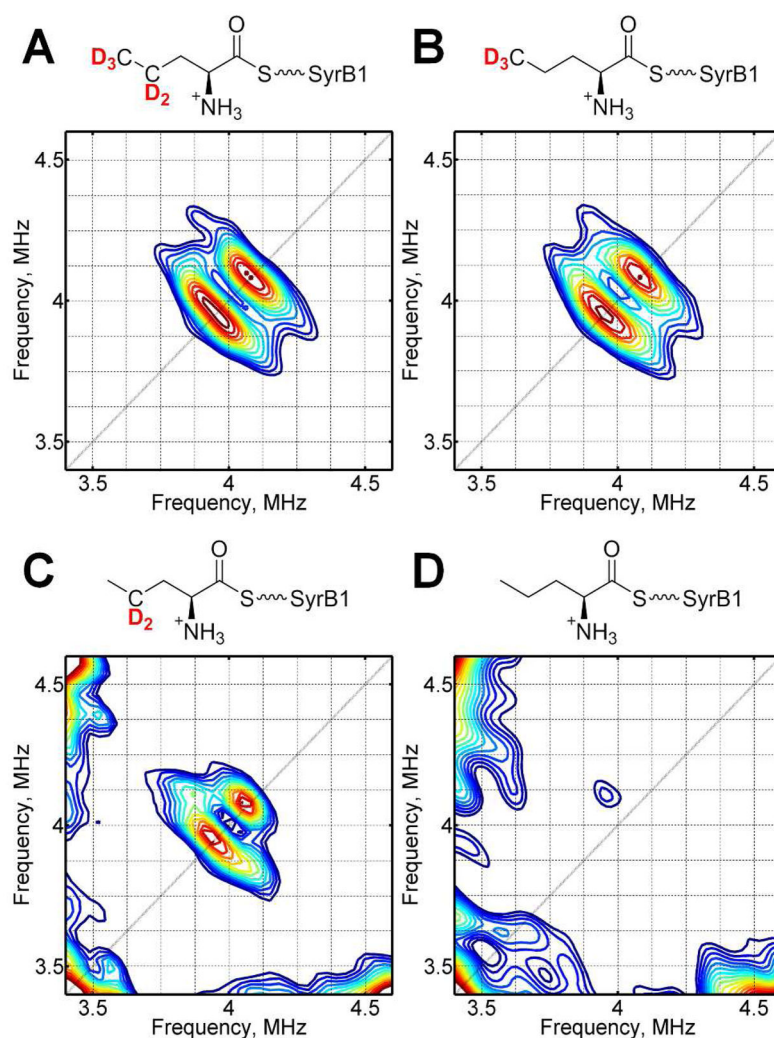 A
O
D3C
C
D2
S
SyrB1
+NH3
B
O
D3C
S
SyrB1
+NH3
4.5
4
3.5
Frequency, MHz
3.5 4 4.5
Frequency, MHz
4.5
4
3.5
Frequency, MHz
3.5 4 4.5
Frequency, MHz
C
O
C
D2
S
SyrB1
+NH3
D
O
S
SyrB1
+NH3
4.5
4
3.5
Frequency, MHz
3.5 4 4.5
Frequency, MHz
4.5
4
3.5
Frequency, MHz
3.5 4 4.5
Frequency, MHz